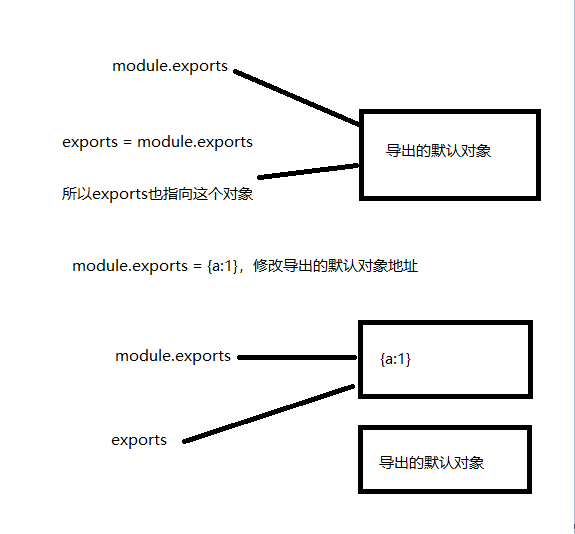 module.exports
exports = module.exports
导出的默认对象
所以exports也指向这个对象
module.exports = {a:1}，修改导出的默认对象地址
module.exports
{a:1}
exports
导出的默认对象